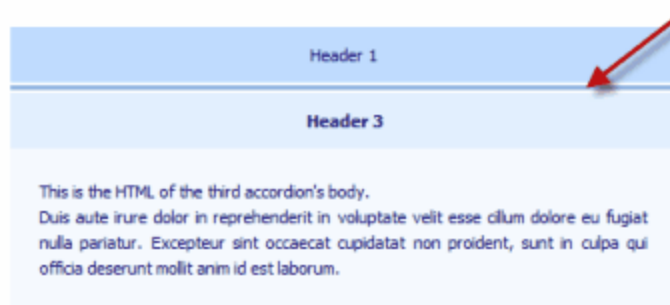 Header 1
Header 3
This is the HTML of the third accordion's body.
Duis aute irure dolor in reprehenderit in voluptate velit esse cillum dolore eu fugiat
nulla pariatur. Excepteur sint occaecat cupidatat non proident, sunt in culpa qui
officia deserunt mollit anim id est laborum.